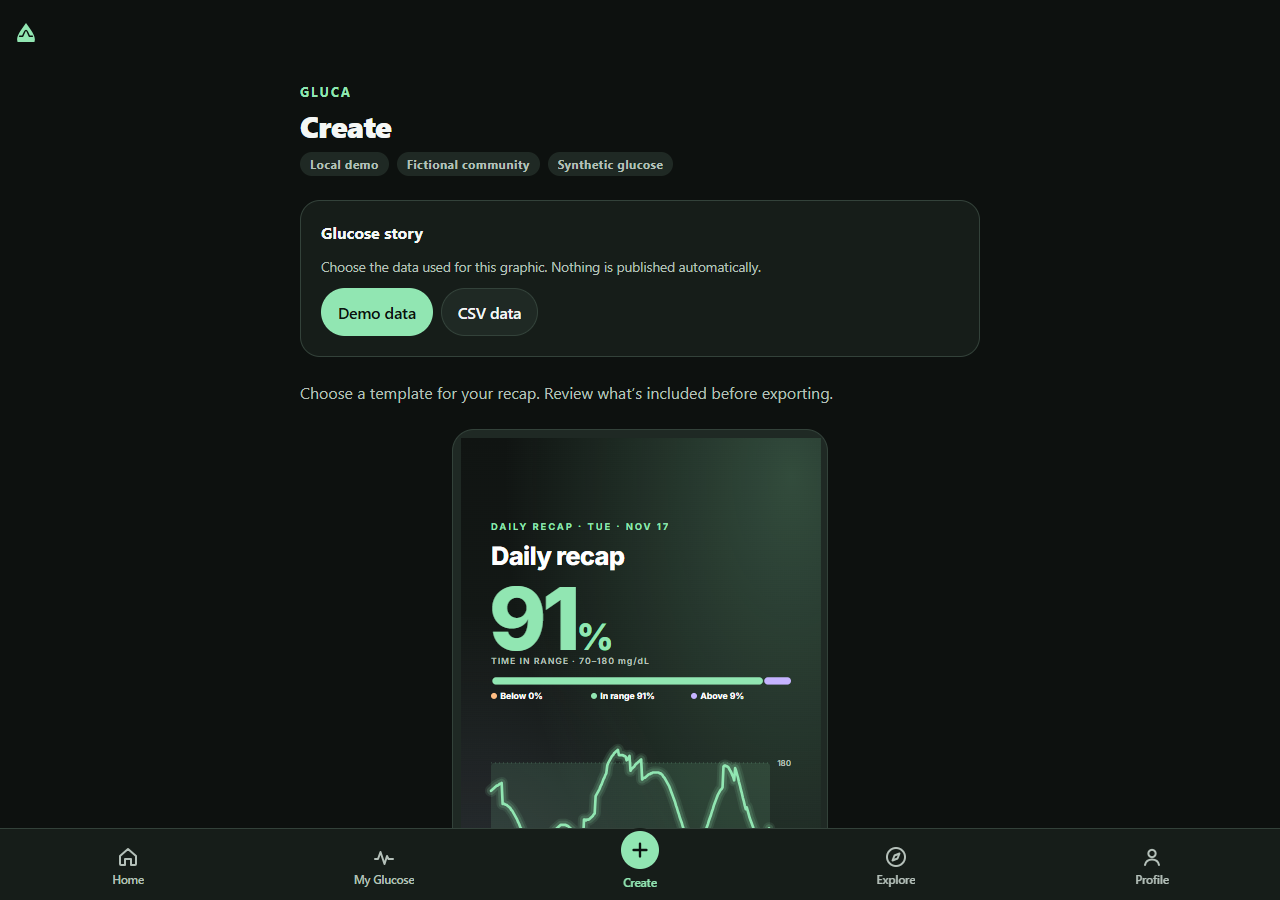 GLUCA
Create
Local demo Fictional community Synthetic glucose
Glucose story
Choose the data used for this graphic. Nothing is published automatically.
Demo data CSV data
Choose a template for your recap. Review what's included before exporting.
DAILY RECAP · TUE · NOV 17
Daily recap
91%
TIME IN RANGE · 70–180 mg/dL
Below 0% In range 91% Above 9%
180
Home My Glucose Create Explore Profile